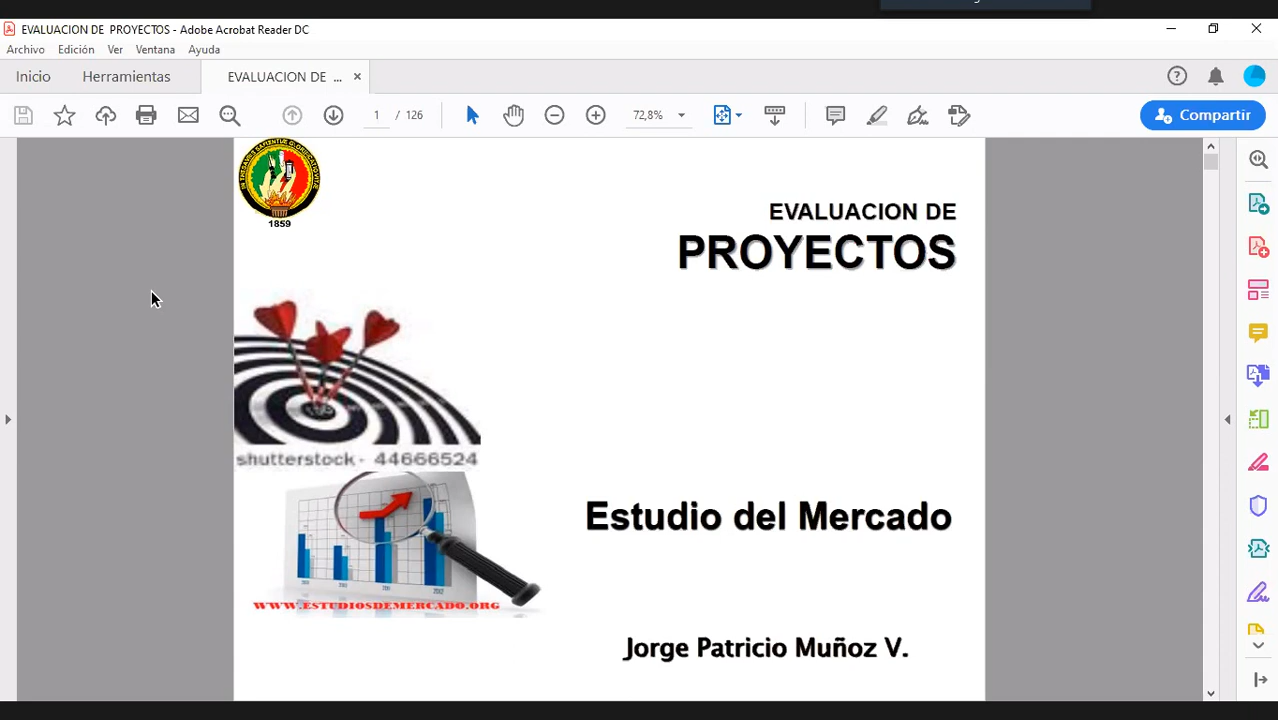 EVALUACION DE PROYECTOS - Adobe Acrobat Reader DC
Archivo Edición Ver Ventana Ayuda
Inicio Herramientas EVALUACION DE ... ×
1 / 126 72,8% Compartir
1859
EVALUACION DE
PROYECTOS
shutterstock · 44666524
Estudio del Mercado
WWW.ESTUDIOSDEMERCADO.ORG
Jorge Patricio Muñoz V.